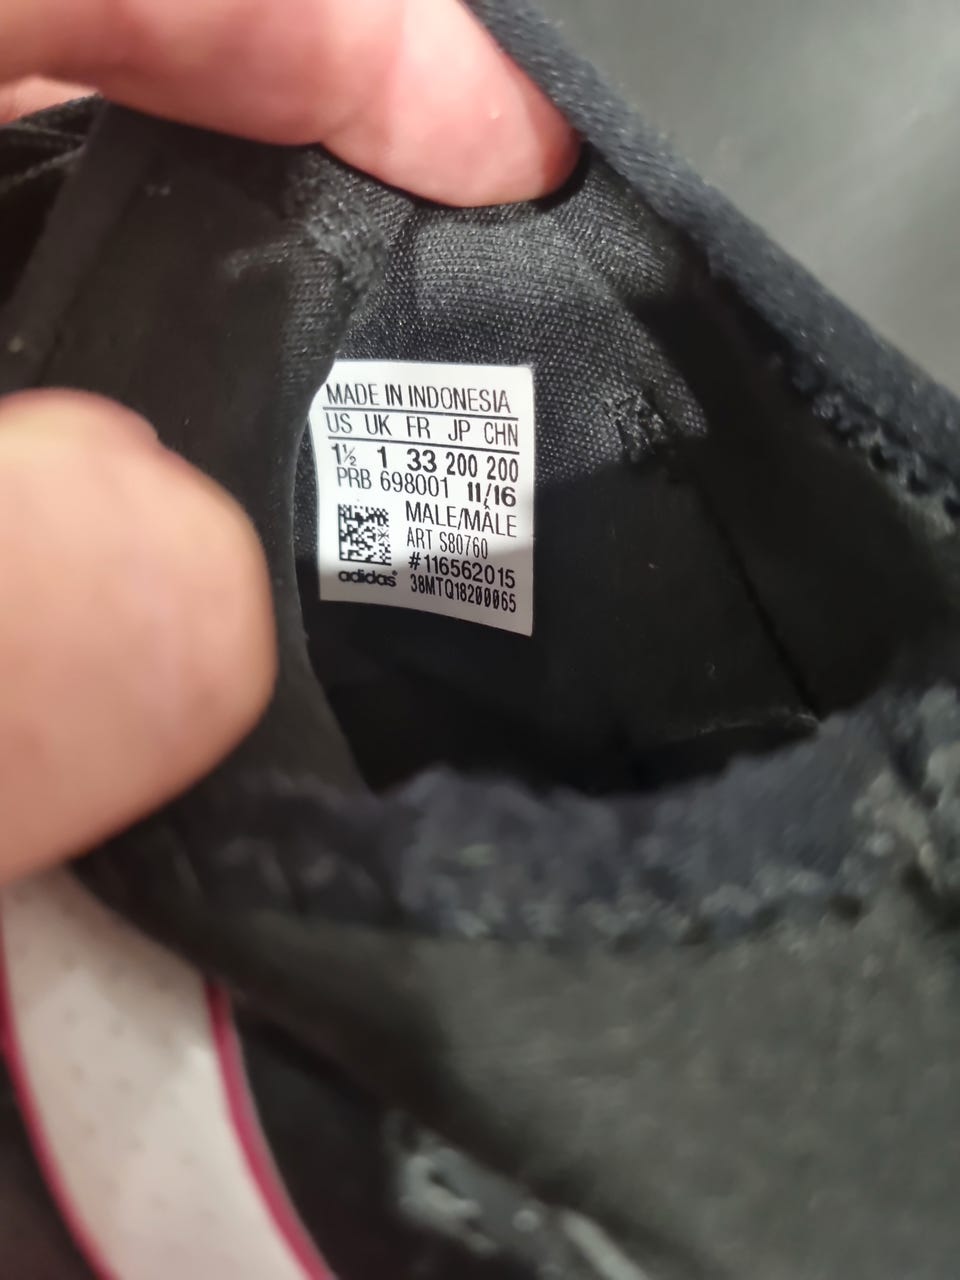 MADE IN INDONESIA
US UK FR JP CHN
1½ 1 33 200 200
PRB 698001 11/16
MALE/MÂLE
ART S80760
#116562015
adidas® 38MTQ18200065